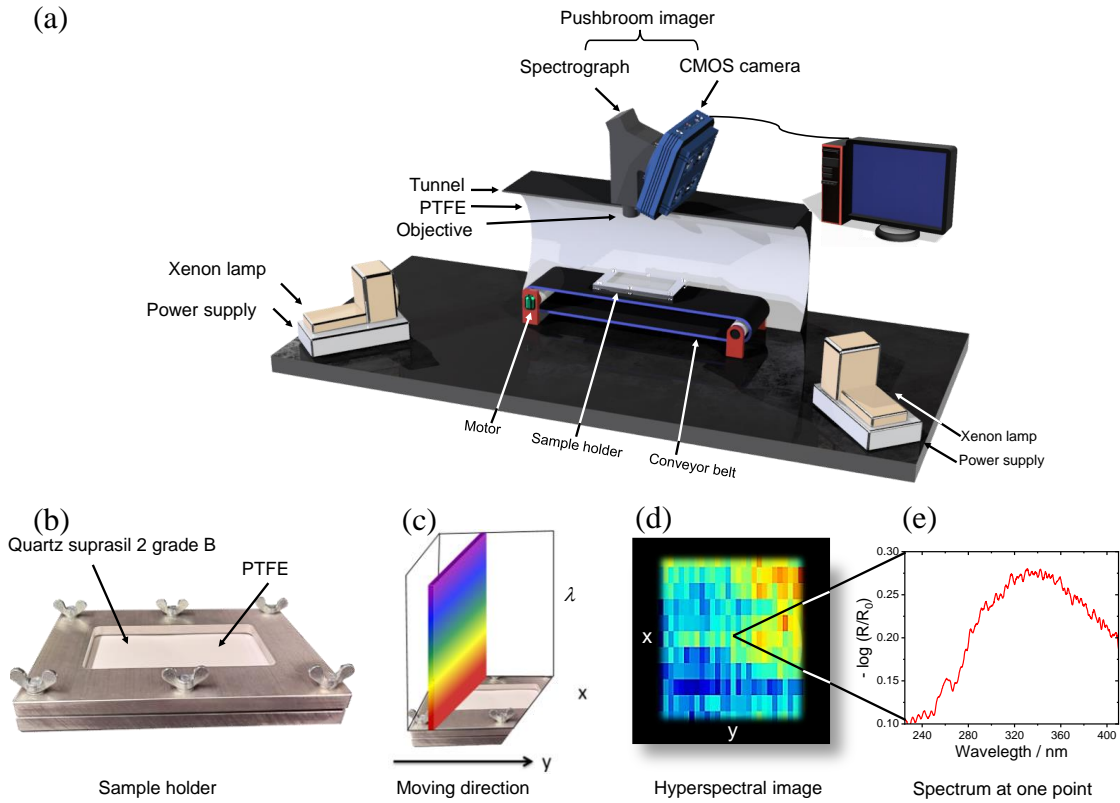 (a)
Pushbroom imager
Spectrograph
CMOS camera
Tunnel
PTFE
Objective
Xenon lamp
Power supply
Motor
Sample holder
Conveyor belt
Xenon lamp
Power supply
(b)
Quartz suprasil 2 grade B
PTFE
Sample holder
(c)
λ
x
y
Moving direction
(d)
x
y
Hyperspectral image
(e)
0.30
0.25
0.20
0.15
0.10
- log (R/R₀)
240 280 320 360 400
Wavelegth / nm
Spectrum at one point